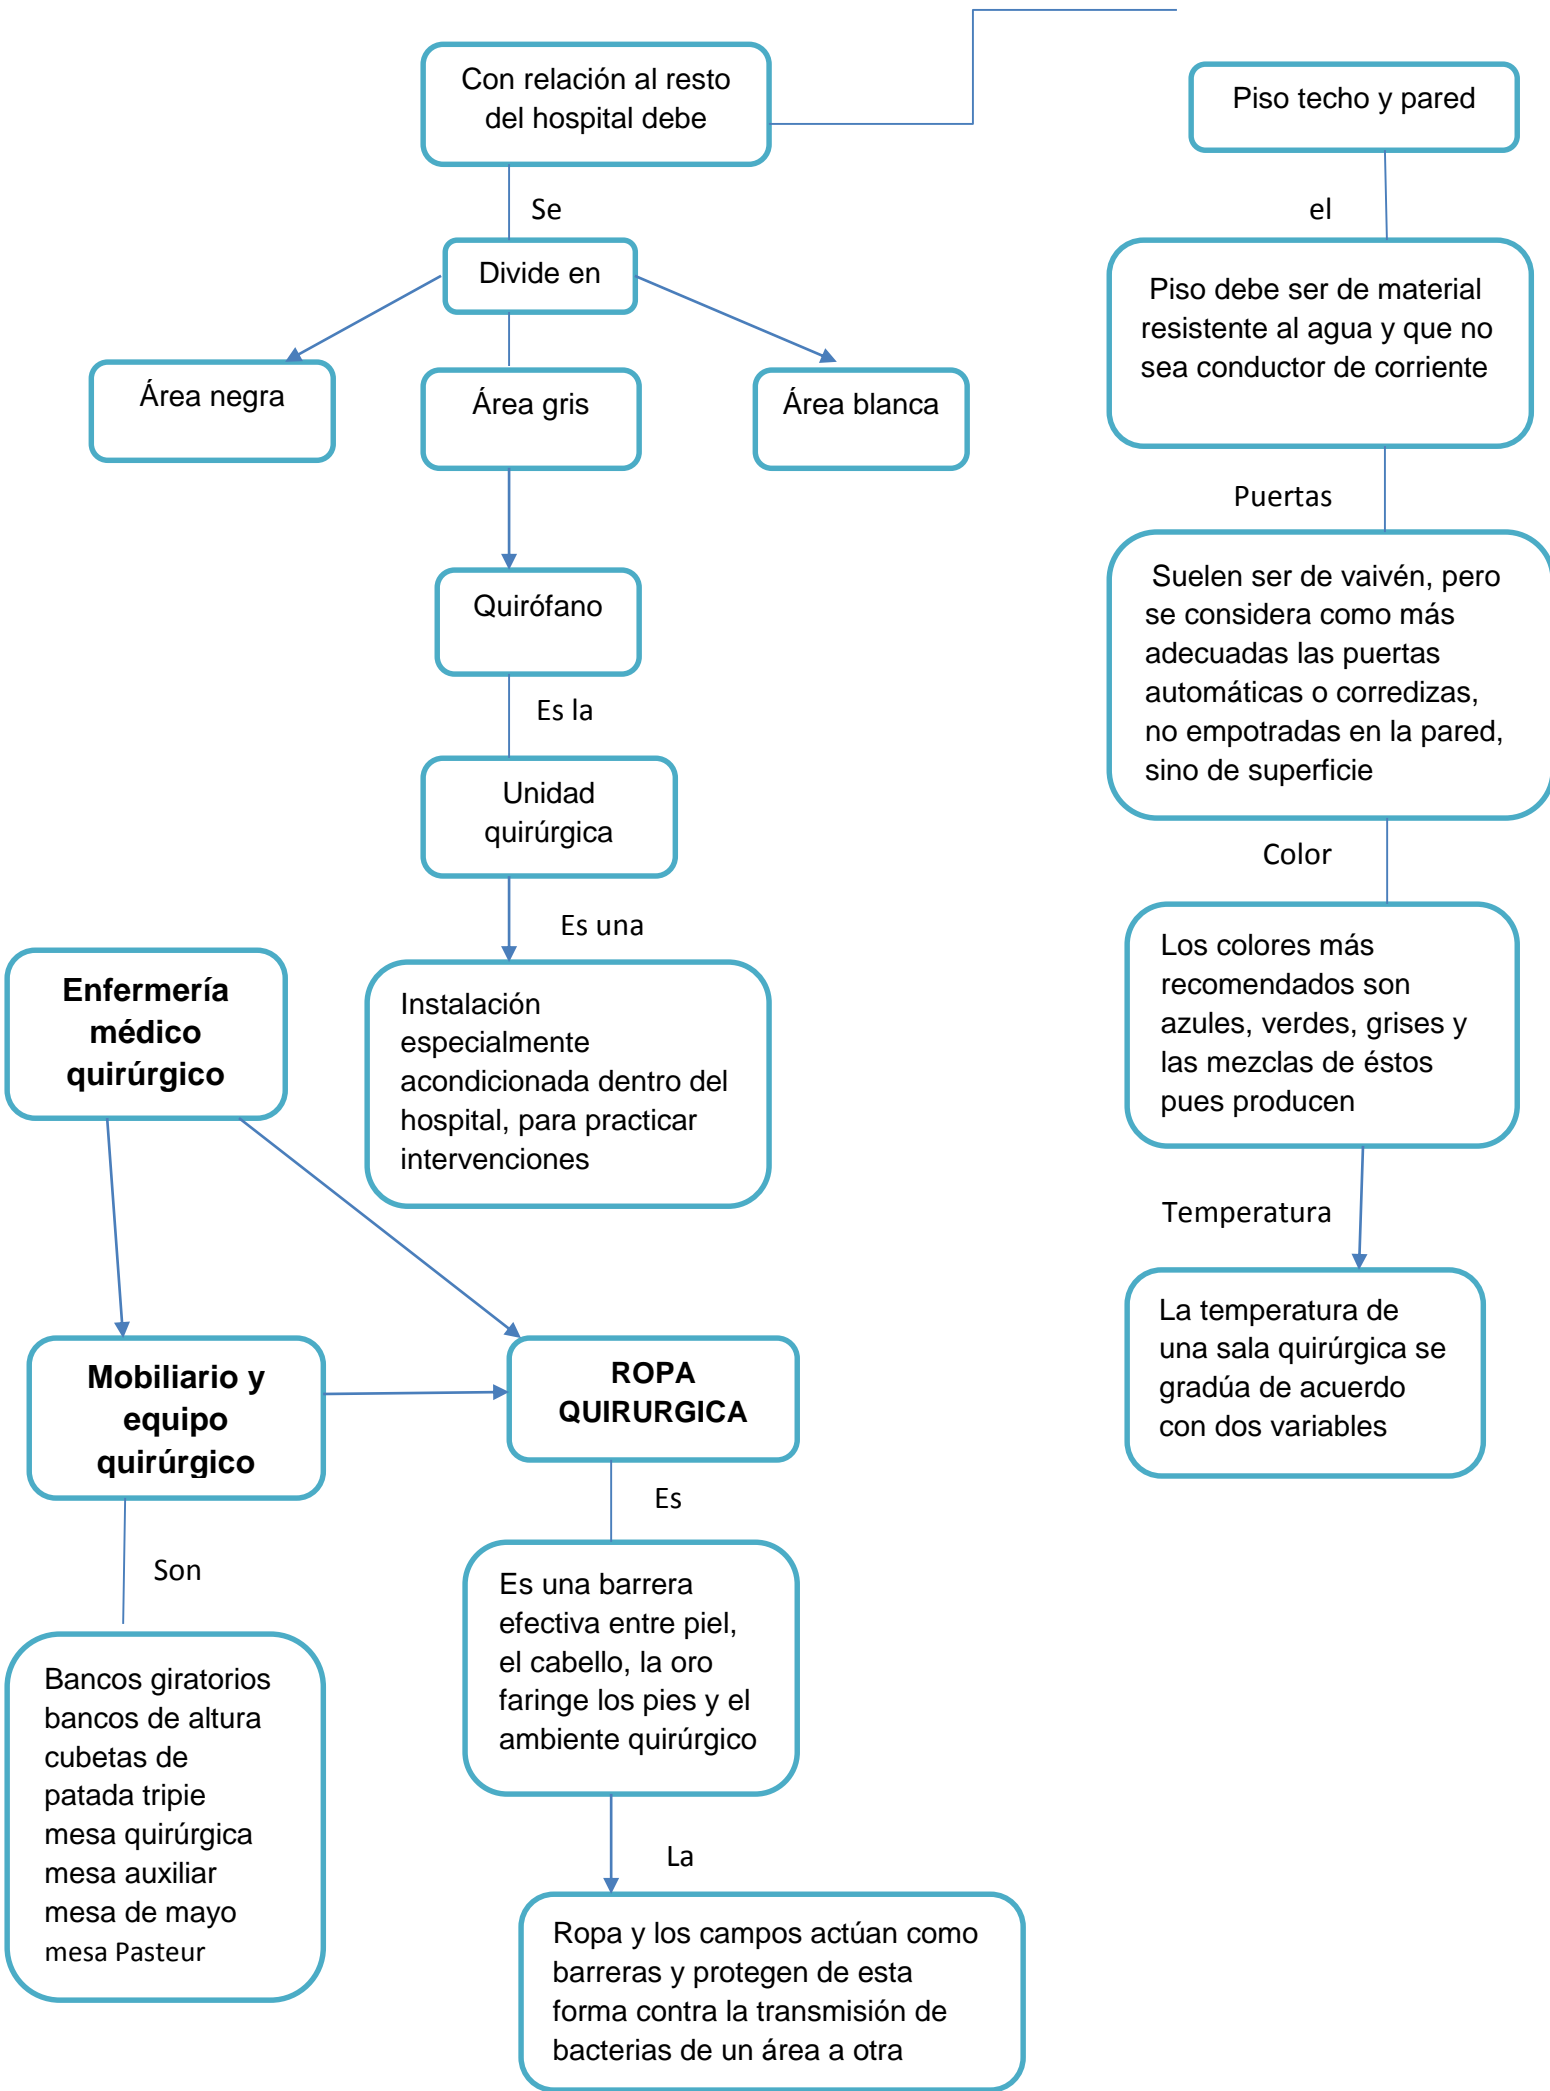 Con relación al resto
del hospital debe
Se
Divide en
Área negra
Área gris
Área blanca
Quirófano
Es la
Unidad
quirúrgica
Es una
Instalación
especialmente
acondicionada dentro del
hospital, para practicar
intervenciones
Piso techo y pared
el
Piso debe ser de material
resistente al agua y que no
sea conductor de corriente
Puertas
Suelen ser de vaivén, pero
se considera como más
adecuadas las puertas
automáticas o corredizas,
no empotradas en la pared,
sino de superficie
Color
Los colores más
recomendados son
azules, verdes, grises y
las mezclas de éstos
pues producen
Temperatura
La temperatura de
una sala quirúrgica se
gradúa de acuerdo
con dos variables
Enfermería
médico
quirúrgico
Mobiliario y
equipo
quirúrgico
Son
Bancos giratorios
bancos de altura
cubetas de
patada tripie
mesa quirúrgica
mesa auxiliar
mesa de mayo
mesa Pasteur
ROPA
QUIRURGICA
Es
Es una barrera
efectiva entre piel,
el cabello, la oro
faringe los pies y el
ambiente quirúrgico
La
Ropa y los campos actúan como
barreras y protegen de esta
forma contra la transmisión de
bacterias de un área a otra